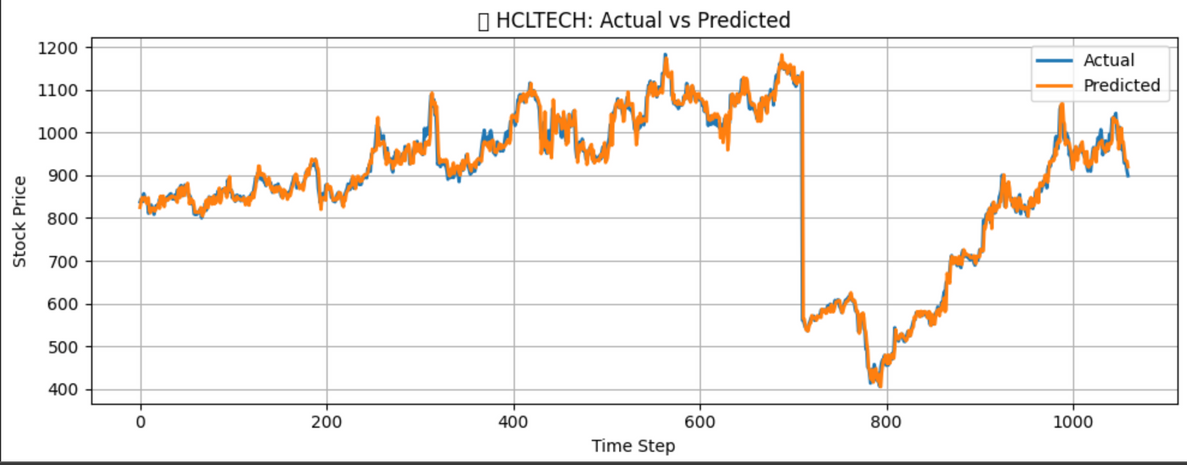 ▯ HCLTECH: Actual vs Predicted
1200
1100
1000
900
800
700
600
500
400
Stock Price
Actual
Predicted
0 200 400 600 800 1000
Time Step